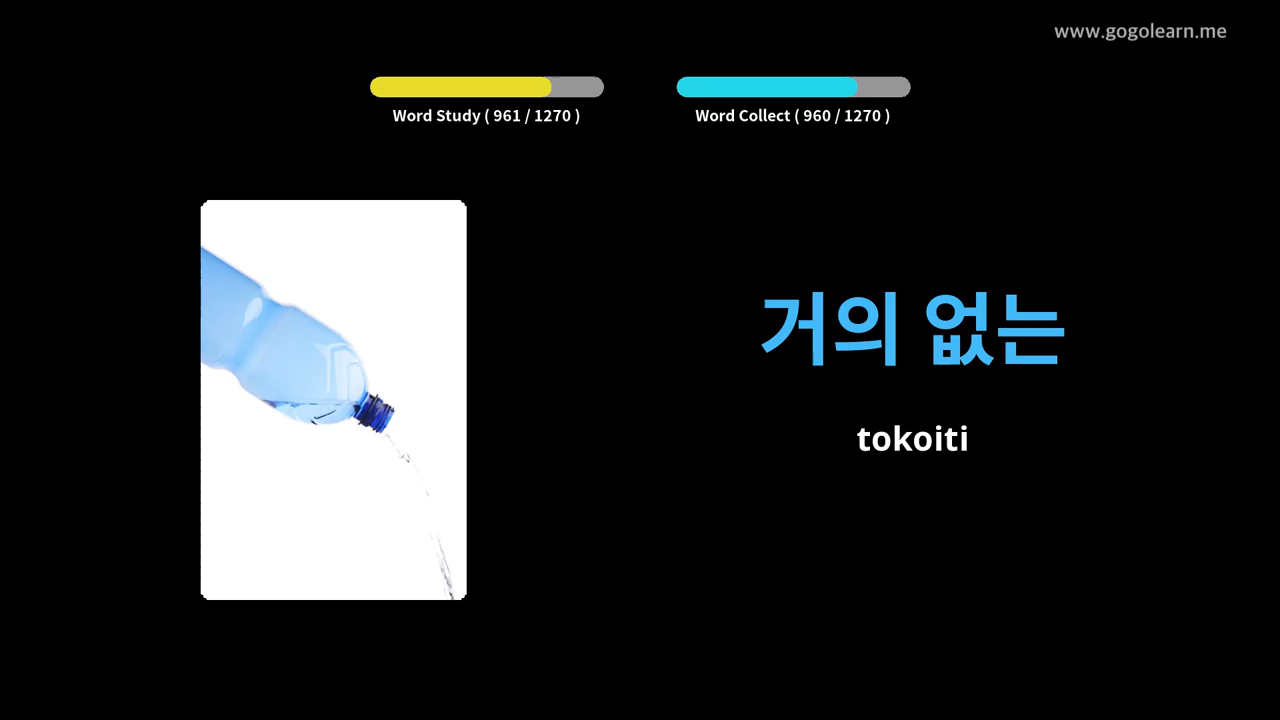 www.gogolearn.me
Word Study ( 961 / 1270 )
Word Collect ( 960 / 1270 )
거의 없는
tokoiti